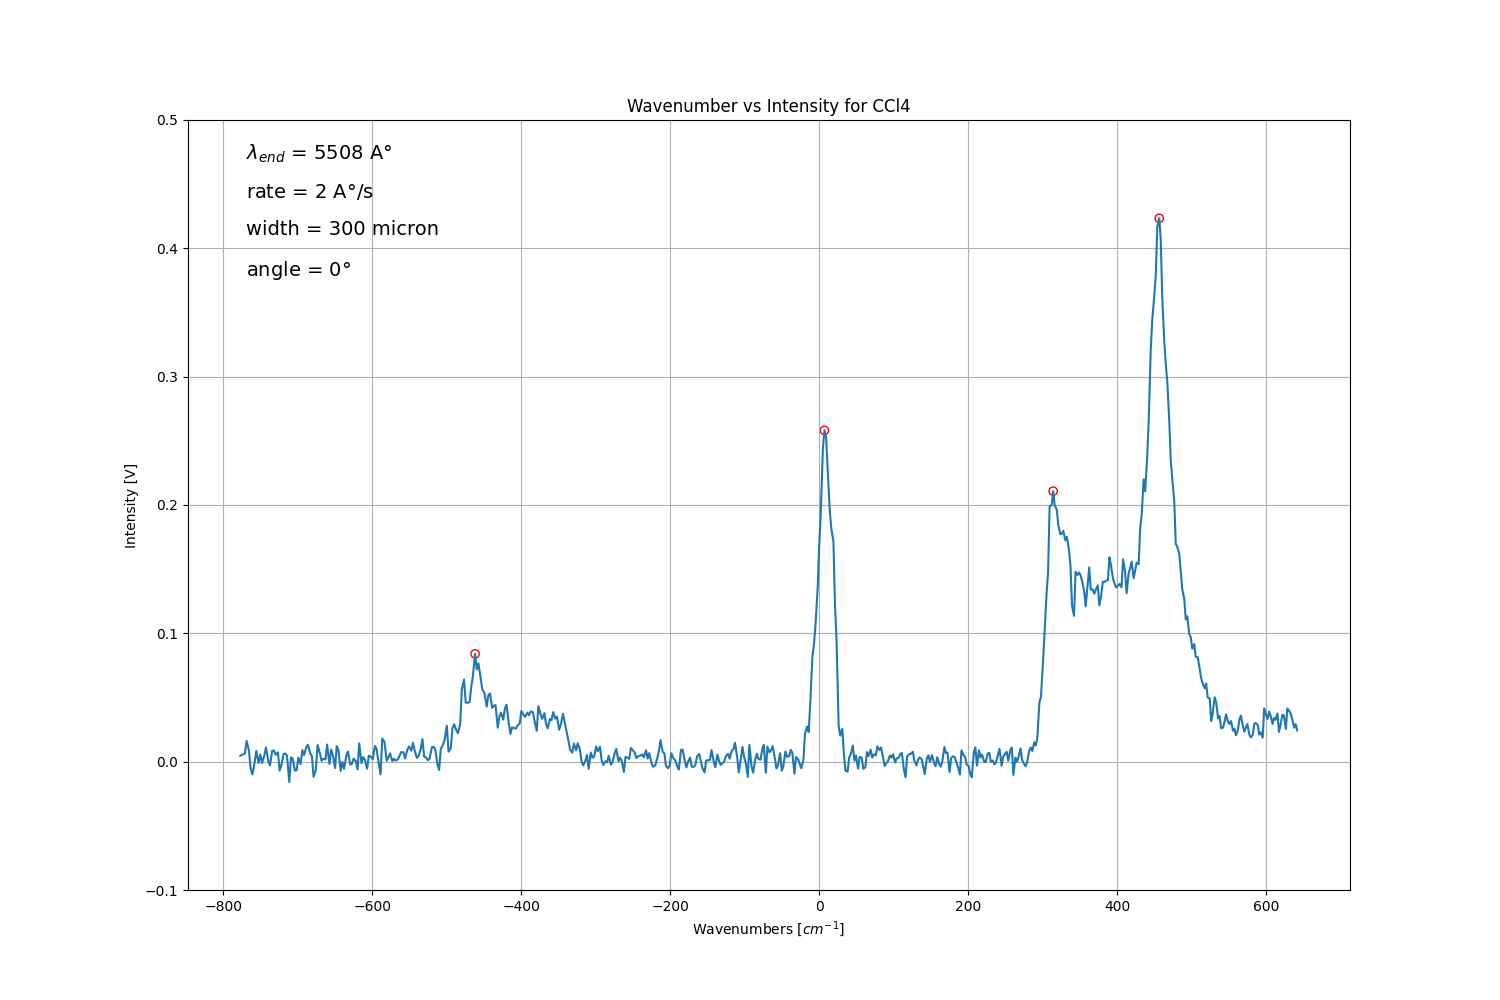 Wavenumber vs Intensity for CCl4
λend = 5508 A°
rate = 2 A°/s
width = 300 micron
angle = 0°
Intensity [V]
0.5
0.4
0.3
0.2
0.1
0.0
−0.1
−800 −600 −400 −200 0 200 400 600
Wavenumbers [cm−1]